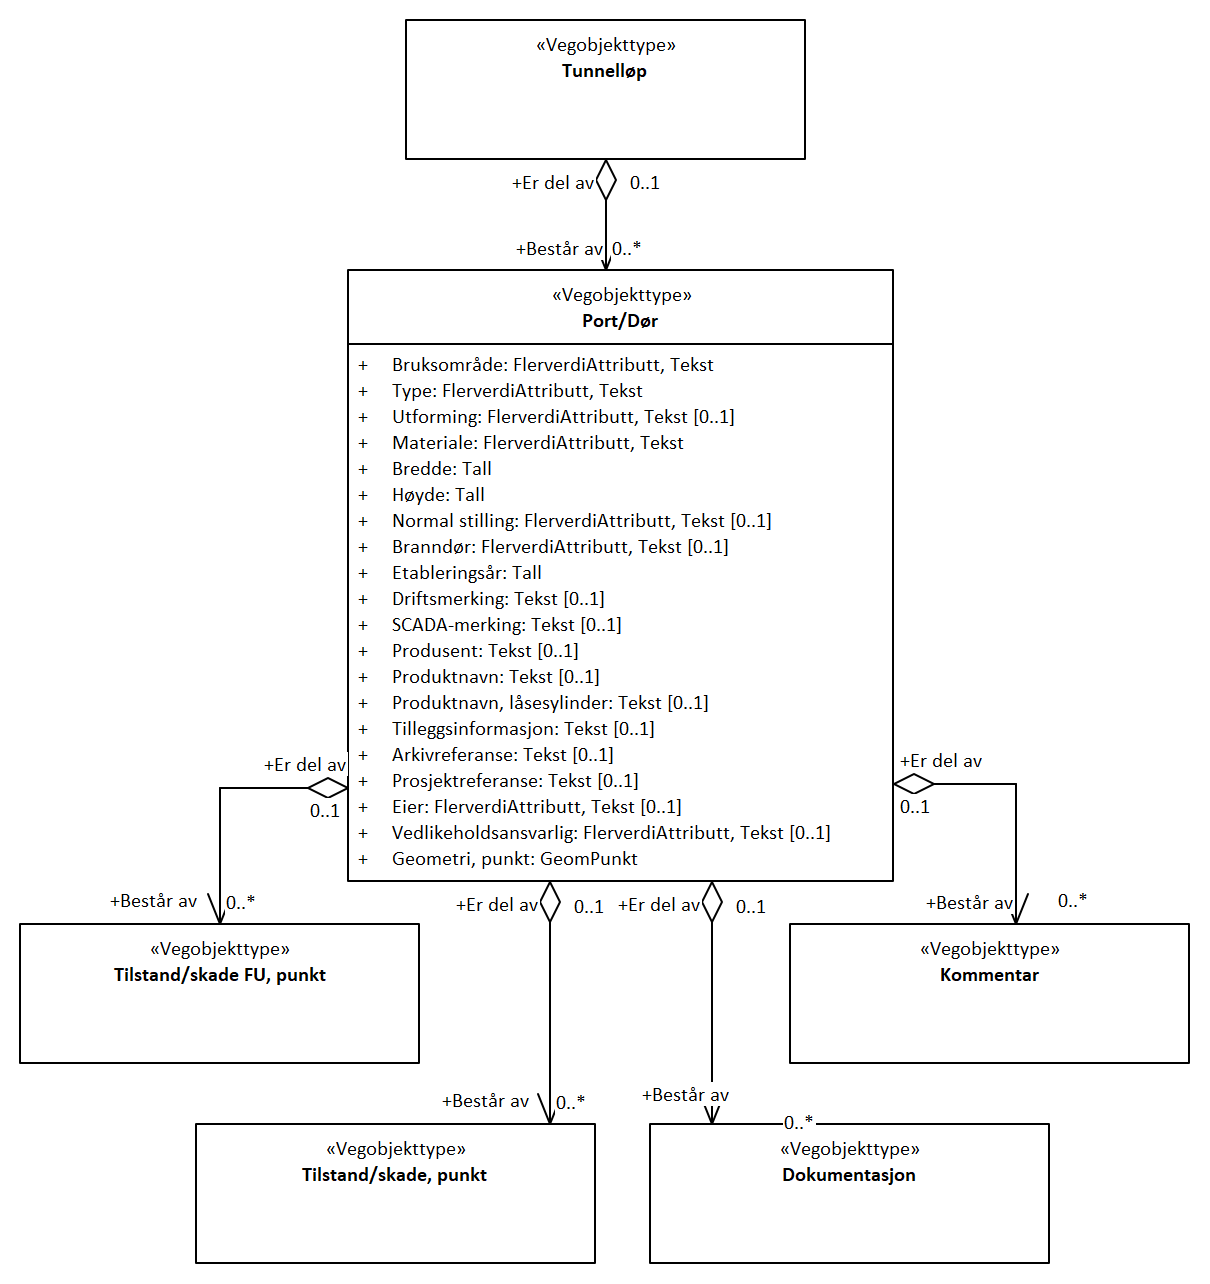 «Vegobjekttype»
Tunnelløp
+Er del av
0..1
+Består av
0..*
«Vegobjekttype»
Port/Dør
+ Bruksområde: FlerverdiAttributt, Tekst
+ Type: FlerverdiAttributt, Tekst
+ Utforming: FlerverdiAttributt, Tekst [0..1]
+ Materiale: FlerverdiAttributt, Tekst
+ Bredde: Tall
+ Høyde: Tall
+ Normal stilling: FlerverdiAttributt, Tekst [0..1]
+ Branndør: FlerverdiAttributt, Tekst [0..1]
+ Etableringsår: Tall
+ Driftsmerking: Tekst [0..1]
+ SCADA-merking: Tekst [0..1]
+ Produsent: Tekst [0..1]
+ Produktnavn: Tekst [0..1]
+ Produktnavn, låsesylinder: Tekst [0..1]
+ Tilleggsinformasjon: Tekst [0..1]
+ Arkivreferanse: Tekst [0..1]
+ Prosjektreferanse: Tekst [0..1]
+ Eier: FlerverdiAttributt, Tekst [0..1]
+ Vedlikeholdsansvarlig: FlerverdiAttributt, Tekst [0..1]
+ Geometri, punkt: GeomPunkt
+Er del av
0..1
+Består av
0..*
«Vegobjekttype»
Tilstand/skade FU, punkt
+Er del av
0..1
+Består av
0..*
«Vegobjekttype»
Tilstand/skade, punkt
+Er del av
0..1
+Består av
0..*
«Vegobjekttype»
Dokumentasjon
+Er del av
0..1
+Består av
0..*
«Vegobjekttype»
Kommentar